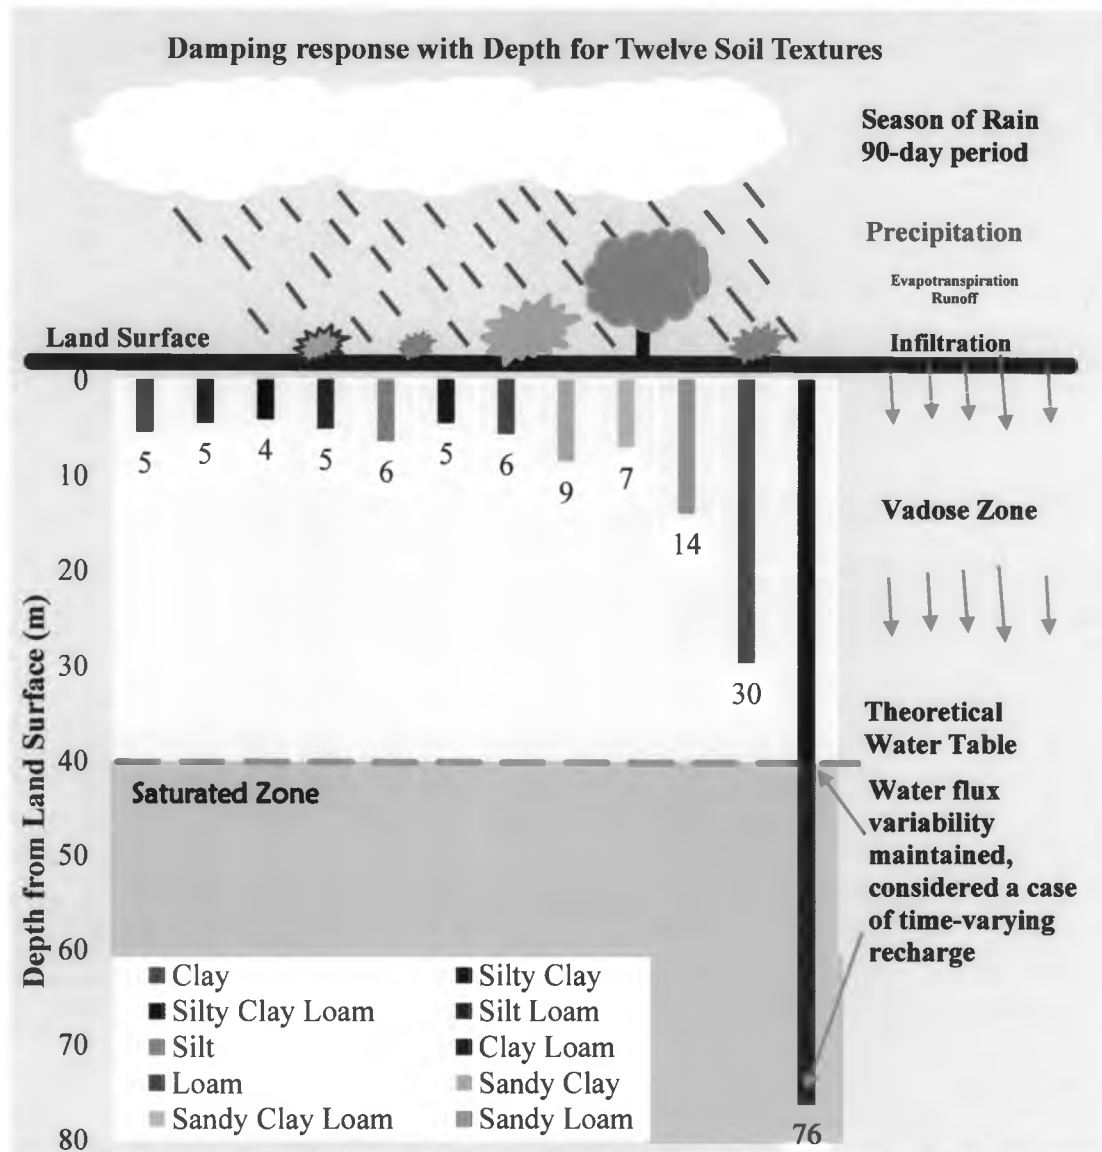 Damping response with Depth for Twelve Soil Textures
Season of Rain
90-day period
Precipitation
Evapotranspiration
Runoff
Land Surface
Infiltration
0
5
5
4
5
6
5
6
9
7
14
30
76
10
20
30
40
50
60
70
80
Depth from Land Surface (m)
Vadose Zone
Theoretical
Water Table
Saturated Zone
Water flux
variability
maintained,
considered a case
of time-varying
recharge
Clay
Silty Clay
Silty Clay Loam
Silt Loam
Silt
Clay Loam
Loam
Sandy Clay
Sandy Clay Loam
Sandy Loam